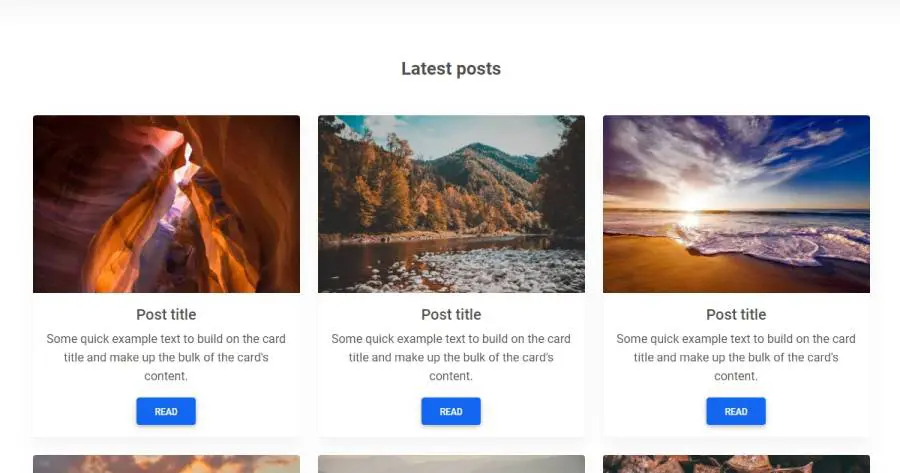 Latest posts
Post title
Some quick example text to build on the card
title and make up the bulk of the card's
content.
READ
Post title
Some quick example text to build on the card
title and make up the bulk of the card's
content.
READ
Post title
Some quick example text to build on the card
title and make up the bulk of the card's
content.
READ